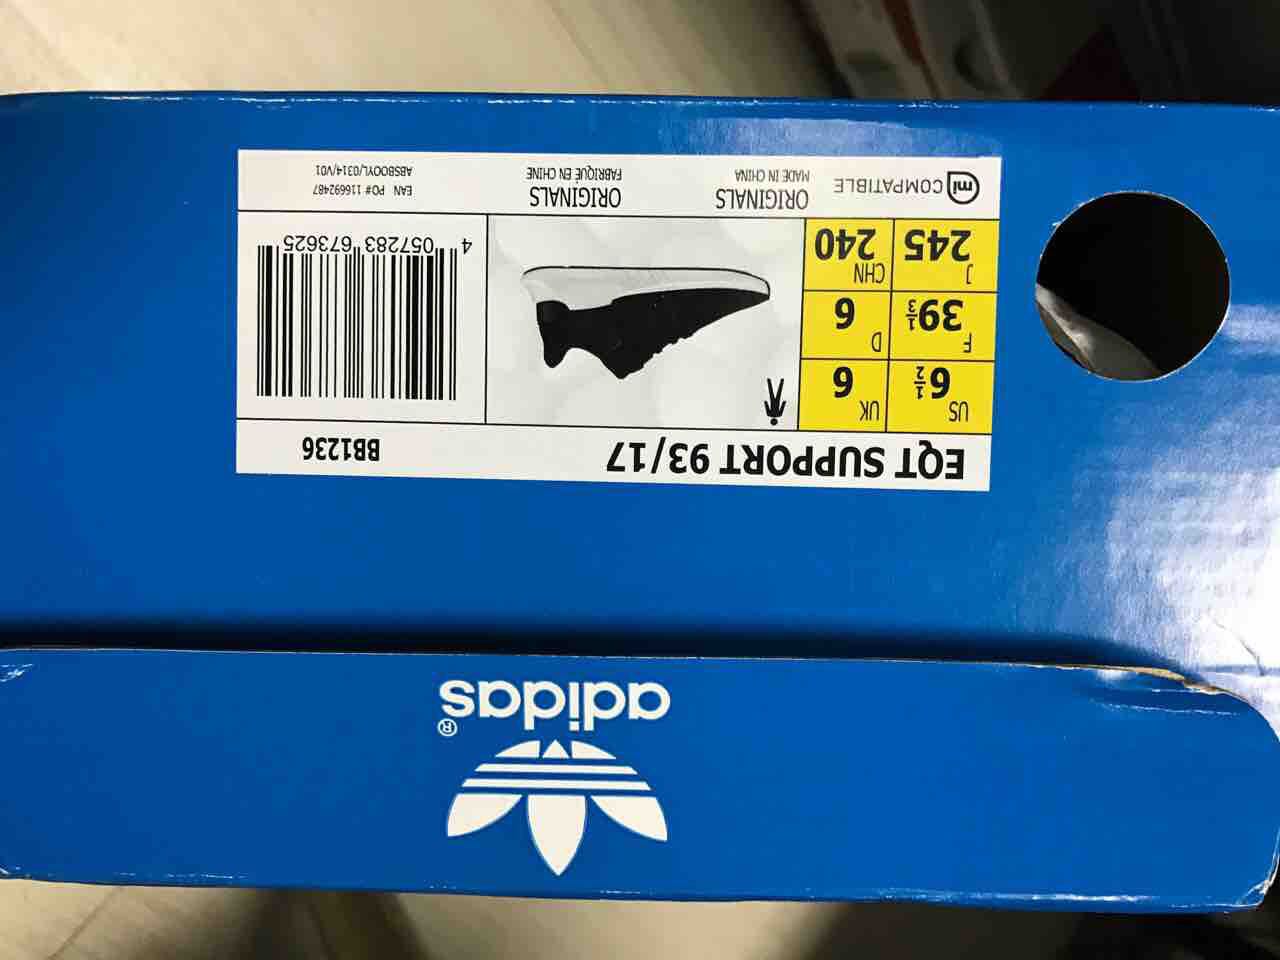 adidas®
EQT SUPPORT 93/17 BB1236
US 6½ UK 6
F 39⅓ D 6
J 245 CHN 240
4 057283 673625
mi COMPATIBLE
ORIGINALS
MADE IN CHINA
ORIGINALS
FABRIQUÉ EN CHINE
EAN PO# 116692487
ABSBOOYL/0314/V01